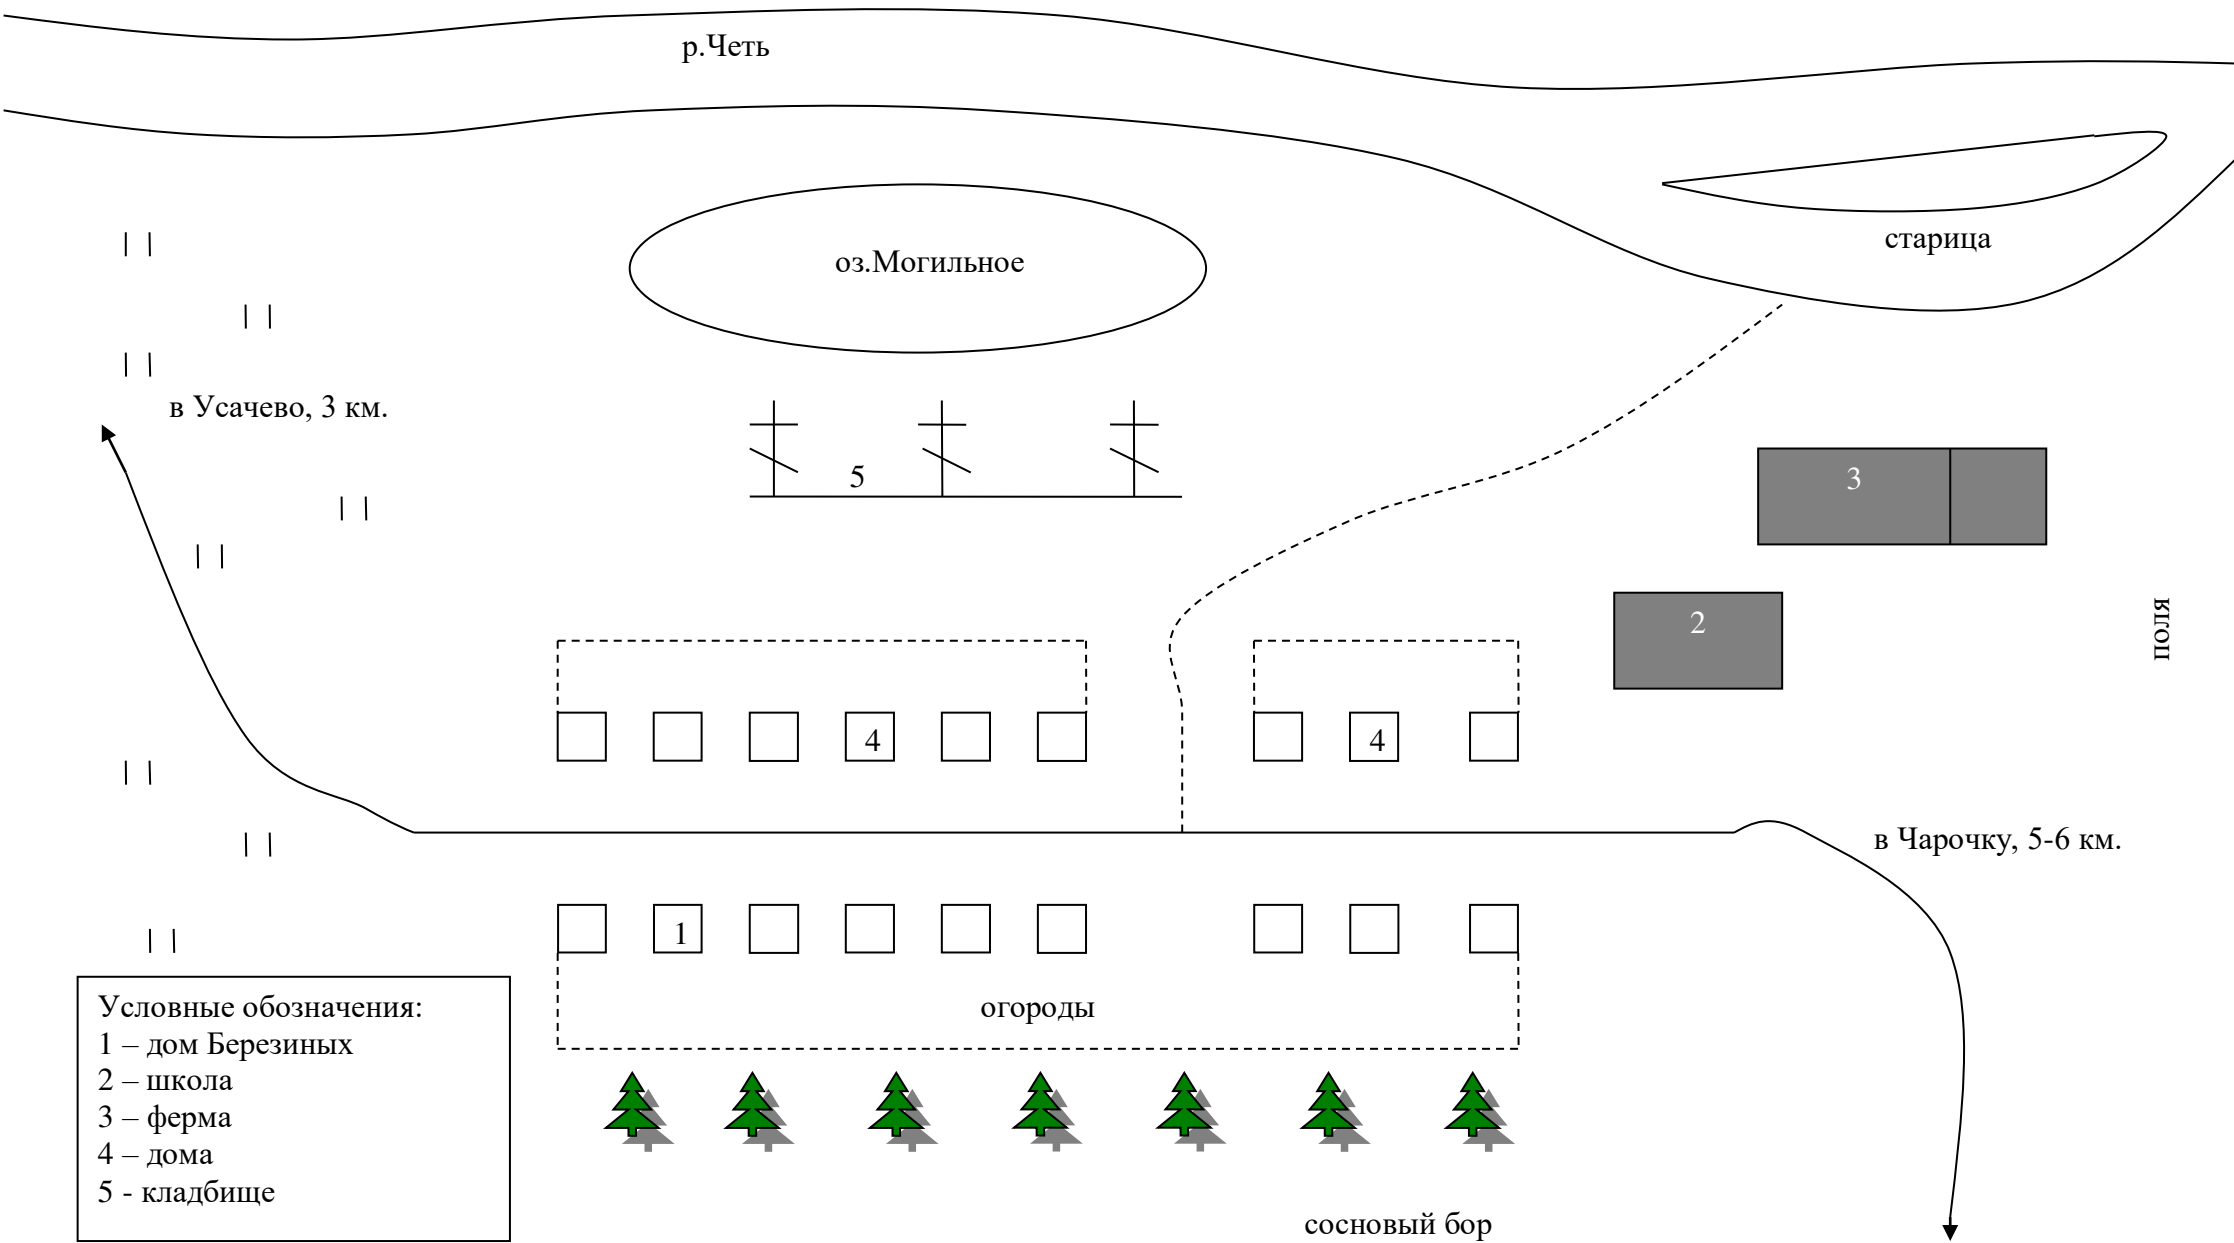 р.Четь
старица
оз.Могильное
в Усачево, 3 км.
5
3
2
поля
4
4
в Чарочку, 5-6 км.
1
огороды
Условные обозначения:
1 – дом Березиных
2 – школа
3 – ферма
4 – дома
5 - кладбище
сосновый бор